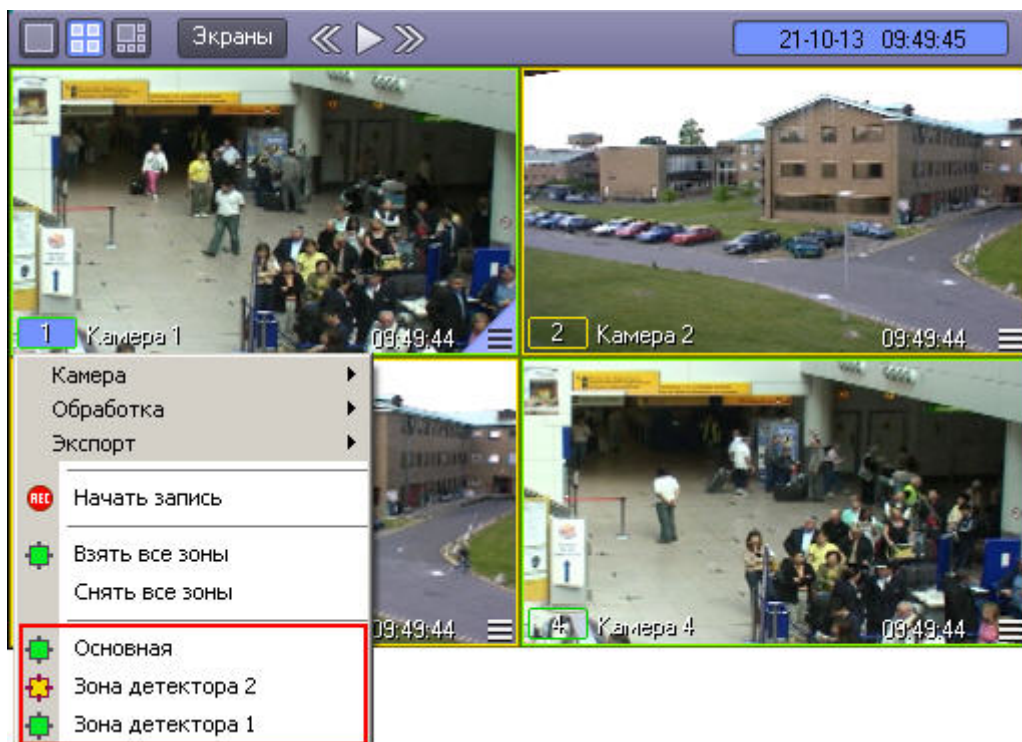 Экраны
21-10-13 09:49:45
1 Камера 1 09:49:44
2 Камера 2 09:49:44
Камера
Обработка
Экспорт
REC Начать запись
Взять все зоны
Снять все зоны
09:49:44
4 Камера 4 09:49:44
Основная
Зона детектора 2
Зона детектора 1